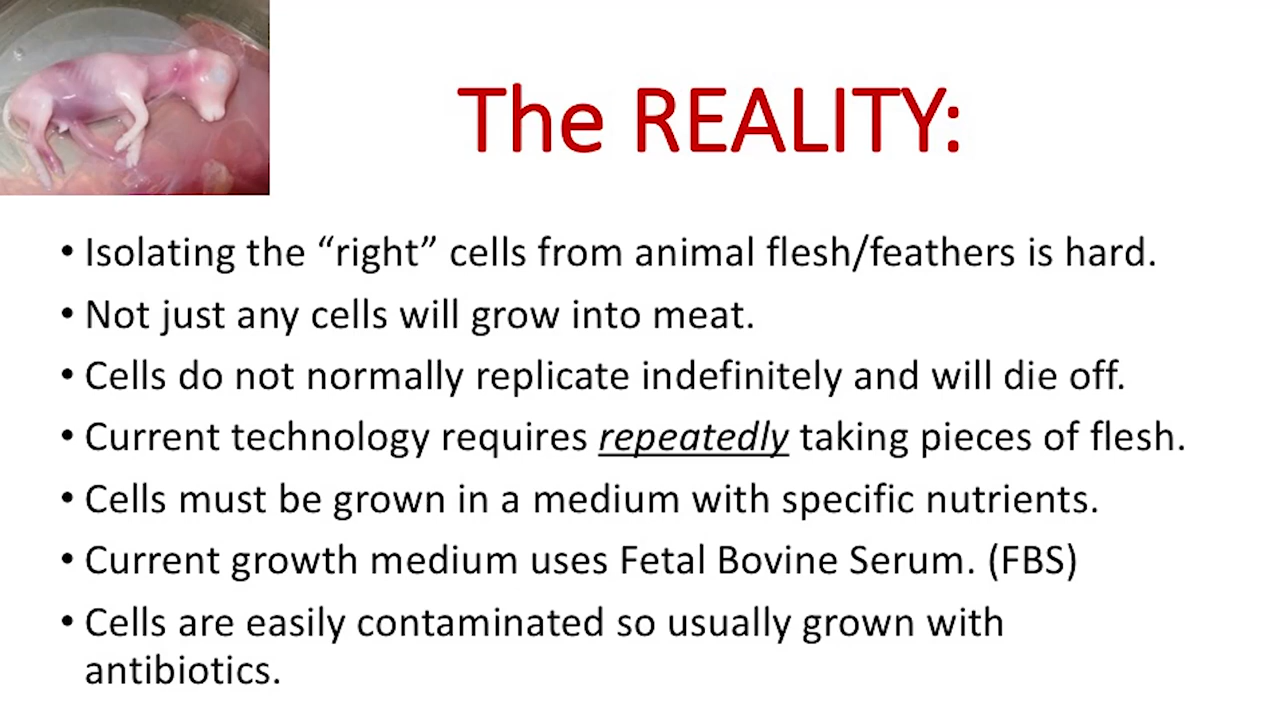 The REALITY:
• Isolating the “right” cells from animal flesh/feathers is hard.
• Not just any cells will grow into meat.
• Cells do not normally replicate indefinitely and will die off.
• Current technology requires repeatedly taking pieces of flesh.
• Cells must be grown in a medium with specific nutrients.
• Current growth medium uses Fetal Bovine Serum. (FBS)
• Cells are easily contaminated so usually grown with
antibiotics.